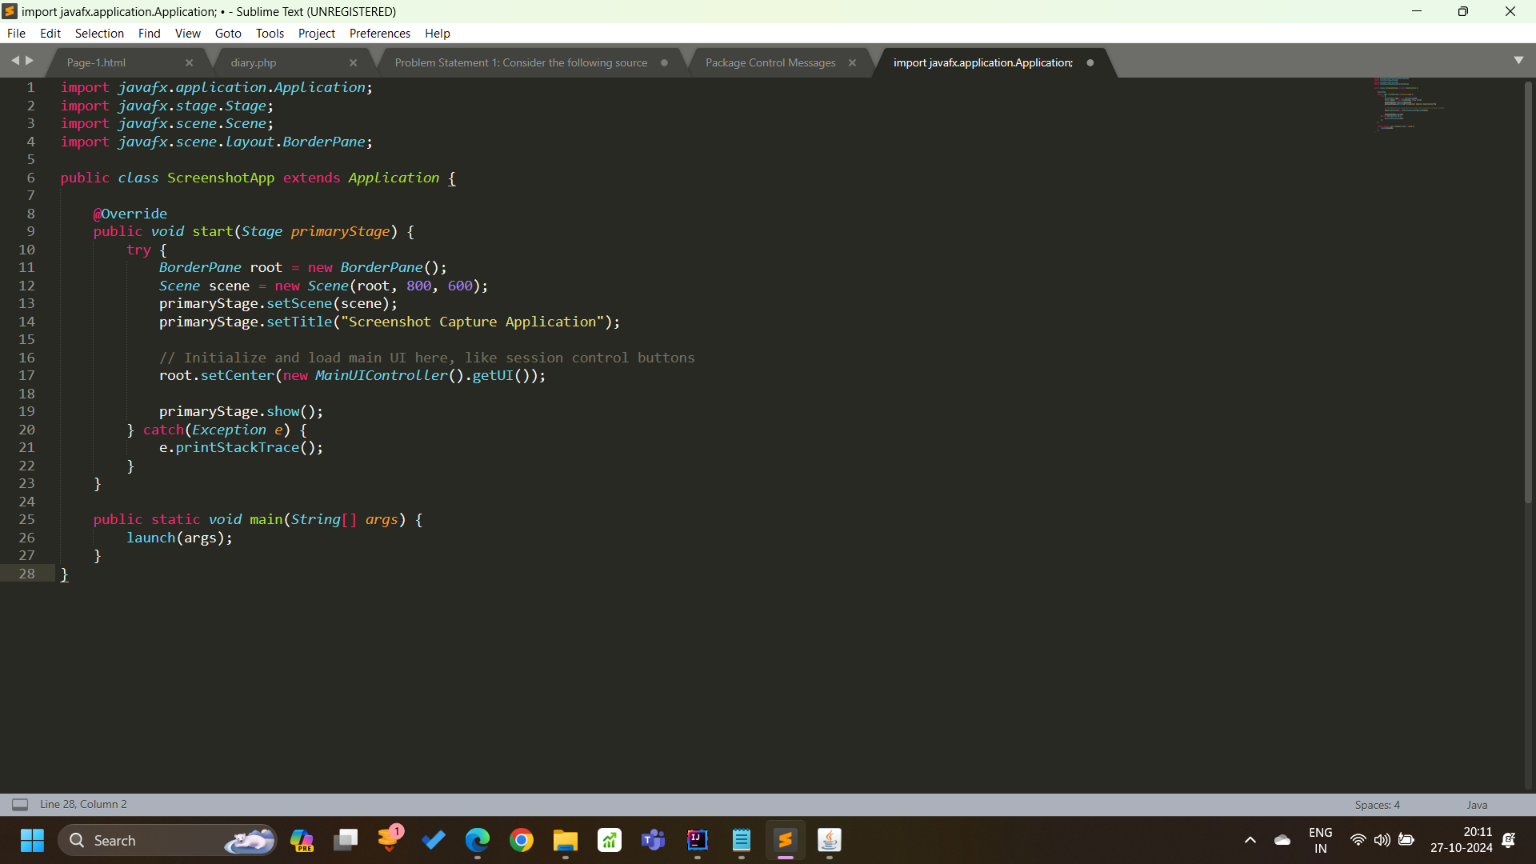 import javafx.application.Application; • - Sublime Text (UNREGISTERED)
File Edit Selection Find View Goto Tools Project Preferences Help
Page-1.html diary.php Problem Statement 1: Consider the following source Package Control Messages import javafx.application.Application;
1 import javafx.application.Application;
2 import javafx.stage.Stage;
3 import javafx.scene.Scene;
4 import javafx.scene.layout.BorderPane;
5
6 public class ScreenshotApp extends Application {
7
8 @Override
9 public void start(Stage primaryStage) {
10 try {
11 BorderPane root = new BorderPane();
12 Scene scene = new Scene(root, 800, 600);
13 primaryStage.setScene(scene);
14 primaryStage.setTitle("Screenshot Capture Application");
15
16 // Initialize and load main UI here, like session control buttons
17 root.setCenter(new MainUIController().getUI());
18
19 primaryStage.show();
20 } catch(Exception e) {
21 e.printStackTrace();
22 }
23 }
24
25 public static void main(String[] args) {
26 launch(args);
27 }
28 }
Line 28, Column 2 Spaces: 4 Java
Search PRE 1 IJ ENG 20:11
IN 27-10-2024